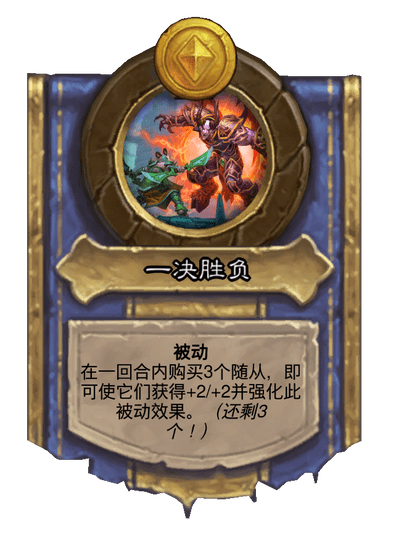 一决胜负
被动
在一回合内购买3个随从，即
可使它们获得+2/+2并强化此
被动效果。（还剩3
个！）